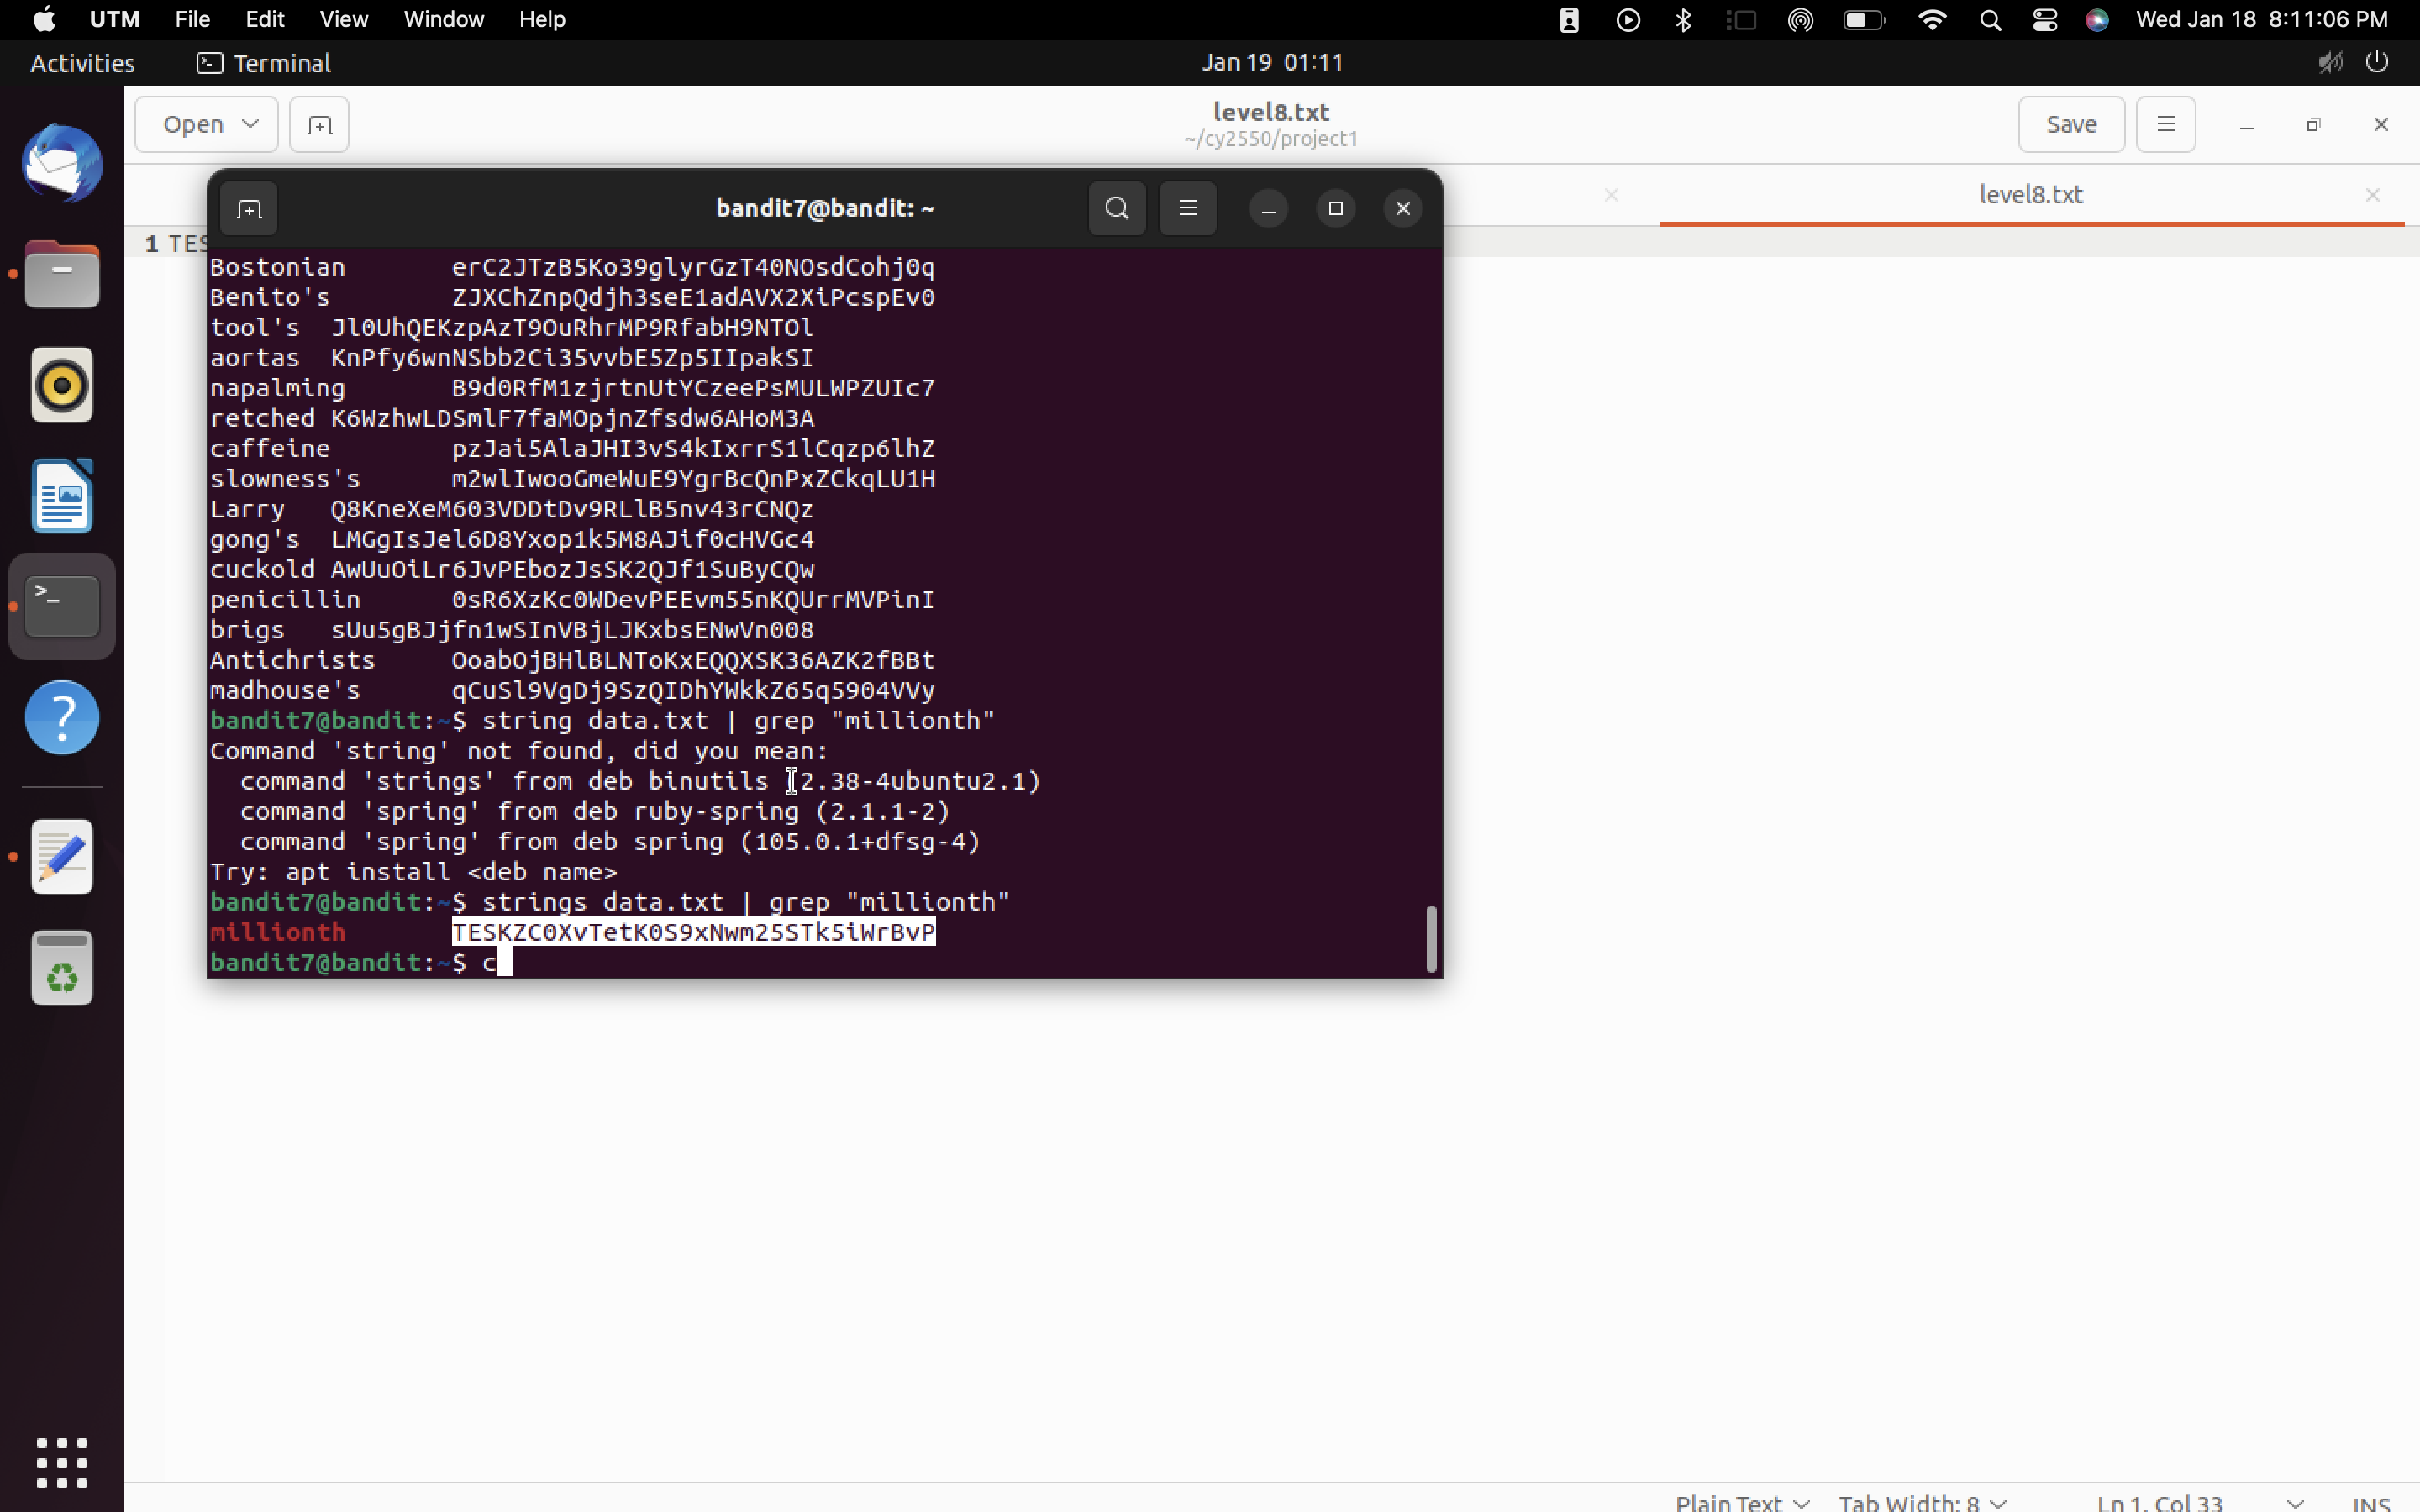 UTM File Edit View Window Help Wed Jan 18 8:11:06 PM
Activities Terminal Jan 19 01:11
Open level8.txt Save
~/cy2550/project1
bandit7@bandit: ~ level8.txt
1 TES
Bostonian erC2JTzB5Ko39glyrGzT40NOsdCohj0q
Benito's ZJXChZnpQdjh3seE1adAVX2XiPcspEv0
tool's Jl0UhQEKzpAzT9OuRhrMP9RfabH9NTOl
aortas KnPfy6wnNSbb2Ci35vvbE5Zp5IIpakSI
napalming B9d0RfM1zjrtnUtYCzeePsMULWPZUIc7
retched K6WzhwLDSmlF7faMOpjnZfsdw6AHoM3A
caffeine pzJai5AlaJHI3vS4kIxrrS1lCqzp6lhZ
slowness's m2wlIwooGmeWuE9YgrBcQnPxZCkqLU1H
Larry Q8KneXeM603VDDtDv9RLlB5nv43rCNQz
gong's LMGgIsJel6D8Yxop1k5M8AJif0cHVGc4
cuckold AwUuOiLr6JvPEbozJsSK2QJf1SuByCQw
penicillin 0sR6XzKc0WDevPEEvm55nKQUrrMVPinI
brigs sUu5gBJjfn1wSInVBjLJKxbsENwVn008
Antichrists OoabOjBHlBLNToKxEQQXSK36AZK2fBBt
madhouse's qCuSl9VgDj9SzQIDhYWkkZ65q5904VVy
bandit7@bandit:~$ string data.txt | grep "millionth"
Command 'string' not found, did you mean:
command 'strings' from deb binutils (2.38-4ubuntu2.1)
command 'spring' from deb ruby-spring (2.1.1-2)
command 'spring' from deb spring (105.0.1+dfsg-4)
Try: apt install <deb name>
bandit7@bandit:~$ strings data.txt | grep "millionth"
millionth TESKZC0XvTetK0S9xNwm25STk5iWrBvP
bandit7@bandit:~$ c
Plain Text Tab Width: 8 Ln 1, Col 33 INS